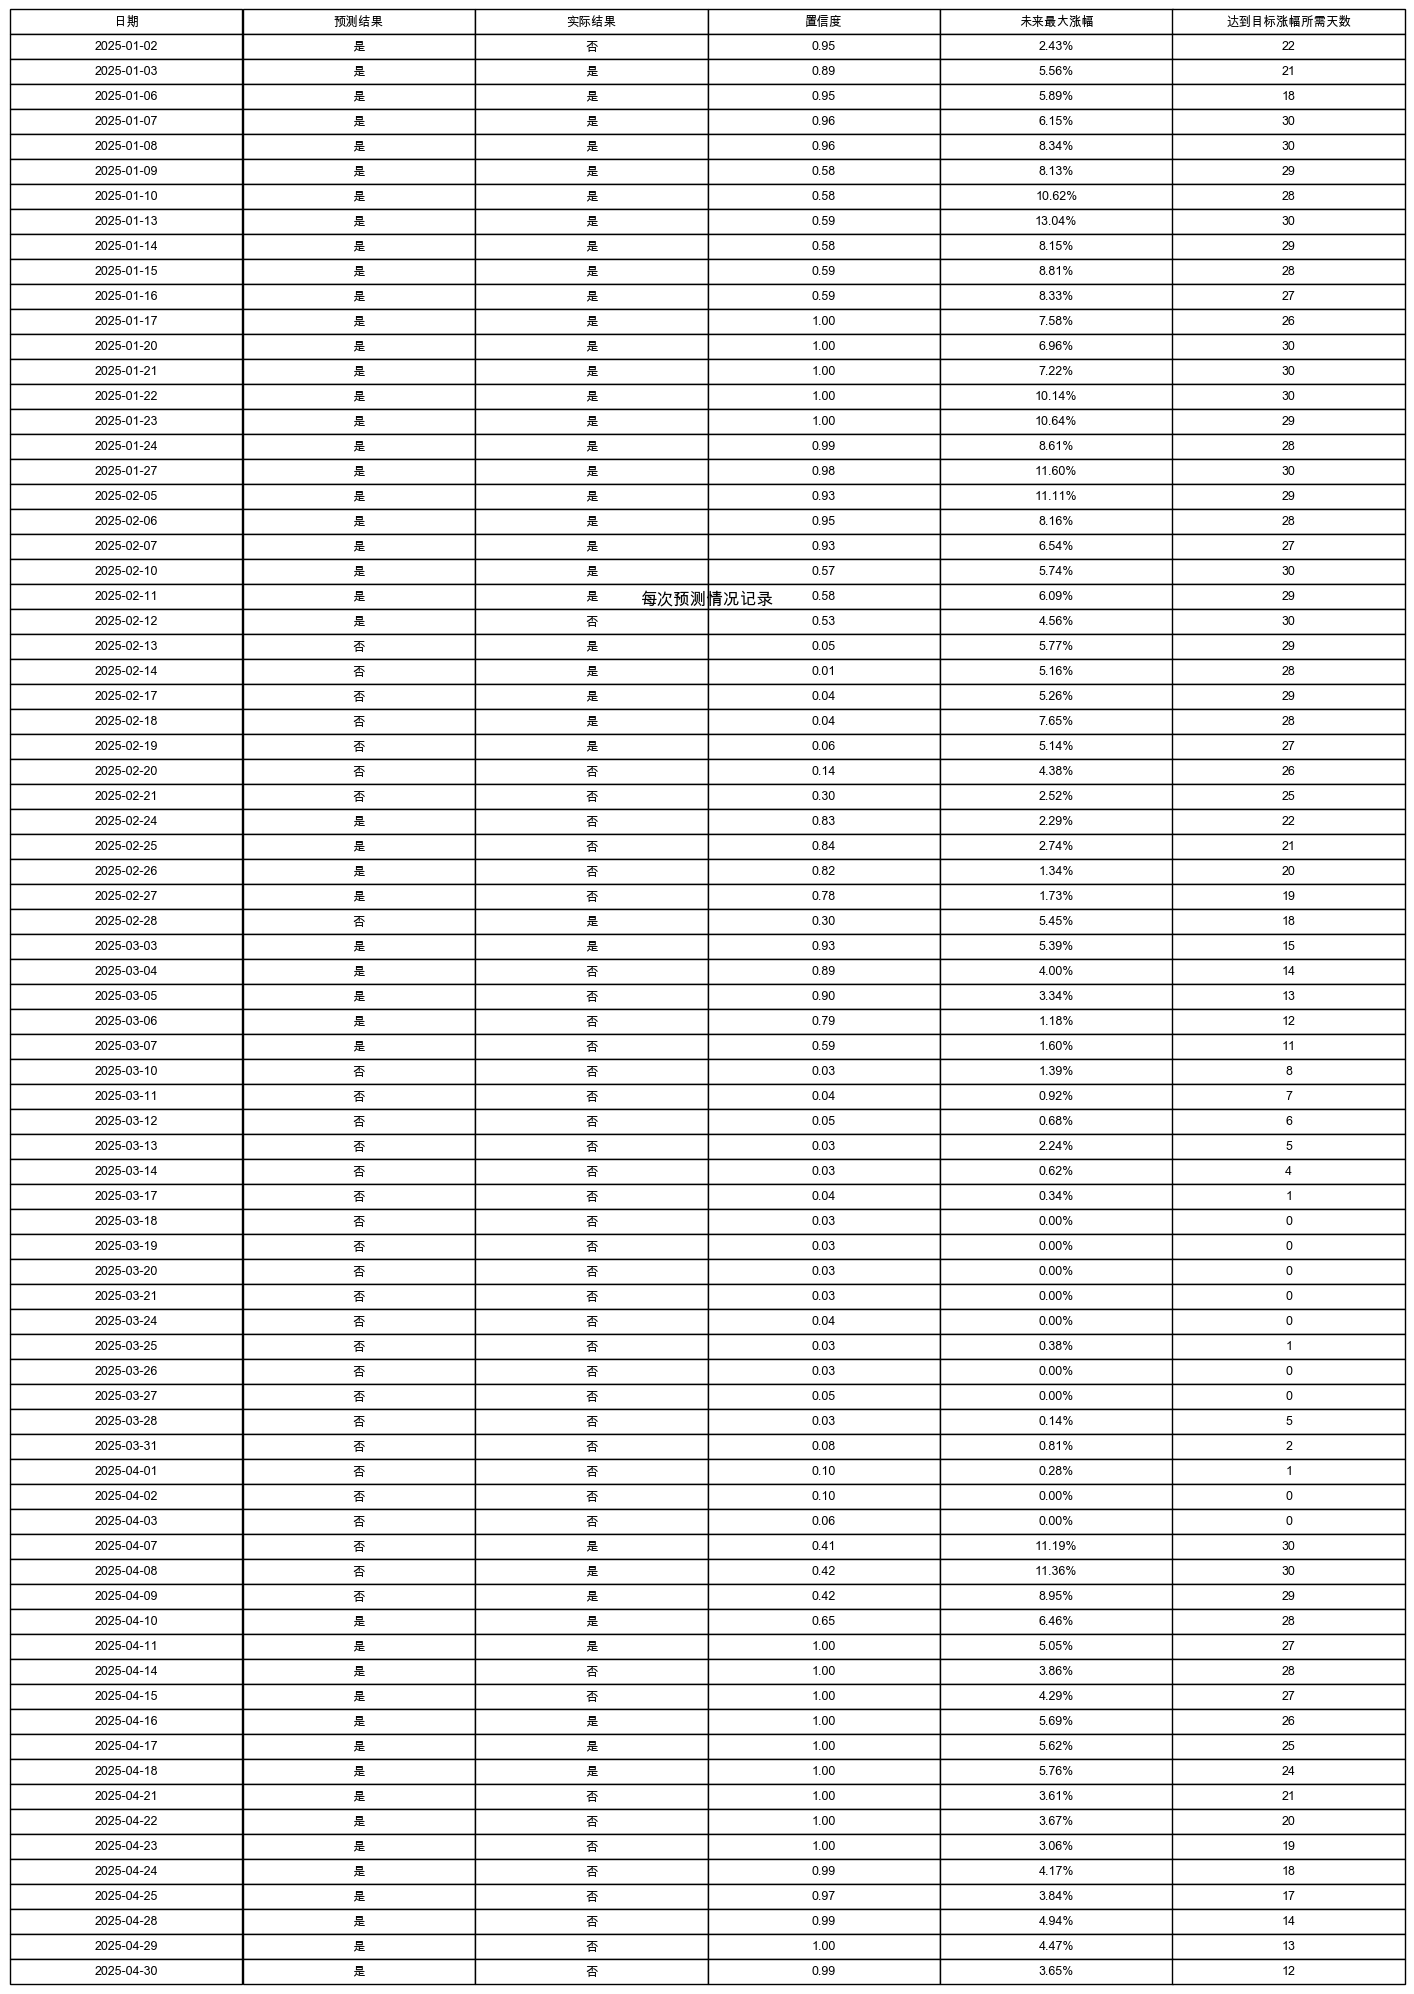 日期 预测结果 实际结果 置信度 未来最大涨幅 达到目标涨幅所需天数
2025-01-02 是 否 0.95 2.43% 22
2025-01-03 是 是 0.89 5.56% 21
2025-01-06 是 是 0.95 5.89% 18
2025-01-07 是 是 0.96 6.15% 30
2025-01-08 是 是 0.96 8.34% 30
2025-01-09 是 是 0.58 8.13% 29
2025-01-10 是 是 0.58 10.62% 28
2025-01-13 是 是 0.59 13.04% 30
2025-01-14 是 是 0.58 8.15% 29
2025-01-15 是 是 0.59 8.81% 28
2025-01-16 是 是 0.59 8.33% 27
2025-01-17 是 是 1.00 7.58% 26
2025-01-20 是 是 1.00 6.96% 30
2025-01-21 是 是 1.00 7.22% 30
2025-01-22 是 是 1.00 10.14% 30
2025-01-23 是 是 1.00 10.64% 29
2025-01-24 是 是 0.99 8.61% 28
2025-01-27 是 是 0.98 11.60% 30
2025-02-05 是 是 0.93 11.11% 29
2025-02-06 是 是 0.95 8.16% 28
2025-02-07 是 是 0.93 6.54% 27
2025-02-10 是 是 0.57 5.74% 30
2025-02-11 是 是 0.58 6.09% 29
每次预测情况记录
2025-02-12 是 否 0.53 4.56% 30
2025-02-13 否 是 0.05 5.77% 29
2025-02-14 否 是 0.01 5.16% 28
2025-02-17 否 是 0.04 5.26% 29
2025-02-18 否 是 0.04 7.65% 28
2025-02-19 否 是 0.06 5.14% 27
2025-02-20 否 否 0.14 4.38% 26
2025-02-21 否 否 0.30 2.52% 25
2025-02-24 是 否 0.83 2.29% 22
2025-02-25 是 否 0.84 2.74% 21
2025-02-26 是 否 0.82 1.34% 20
2025-02-27 是 否 0.78 1.73% 19
2025-02-28 否 是 0.30 5.45% 18
2025-03-03 是 是 0.93 5.39% 15
2025-03-04 是 否 0.89 4.00% 14
2025-03-05 是 否 0.90 3.34% 13
2025-03-06 是 否 0.79 1.18% 12
2025-03-07 是 否 0.59 1.60% 11
2025-03-10 否 否 0.03 1.39% 8
2025-03-11 否 否 0.04 0.92% 7
2025-03-12 否 否 0.05 0.68% 6
2025-03-13 否 否 0.03 2.24% 5
2025-03-14 否 否 0.03 0.62% 4
2025-03-17 否 否 0.04 0.34% 1
2025-03-18 否 否 0.03 0.00% 0
2025-03-19 否 否 0.03 0.00% 0
2025-03-20 否 否 0.03 0.00% 0
2025-03-21 否 否 0.03 0.00% 0
2025-03-24 否 否 0.04 0.00% 0
2025-03-25 否 否 0.03 0.38% 1
2025-03-26 否 否 0.03 0.00% 0
2025-03-27 否 否 0.05 0.00% 0
2025-03-28 否 否 0.03 0.14% 5
2025-03-31 否 否 0.08 0.81% 2
2025-04-01 否 否 0.10 0.28% 1
2025-04-02 否 否 0.10 0.00% 0
2025-04-03 否 否 0.06 0.00% 0
2025-04-07 否 是 0.41 11.19% 30
2025-04-08 否 是 0.42 11.36% 30
2025-04-09 否 是 0.42 8.95% 29
2025-04-10 是 是 0.65 6.46% 28
2025-04-11 是 是 1.00 5.05% 27
2025-04-14 是 否 1.00 3.86% 28
2025-04-15 是 否 1.00 4.29% 27
2025-04-16 是 是 1.00 5.69% 26
2025-04-17 是 是 1.00 5.62% 25
2025-04-18 是 是 1.00 5.76% 24
2025-04-21 是 否 1.00 3.61% 21
2025-04-22 是 否 1.00 3.67% 20
2025-04-23 是 否 1.00 3.06% 19
2025-04-24 是 否 0.99 4.17% 18
2025-04-25 是 否 0.97 3.84% 17
2025-04-28 是 否 0.99 4.94% 14
2025-04-29 是 否 1.00 4.47% 13
2025-04-30 是 否 0.99 3.65% 12